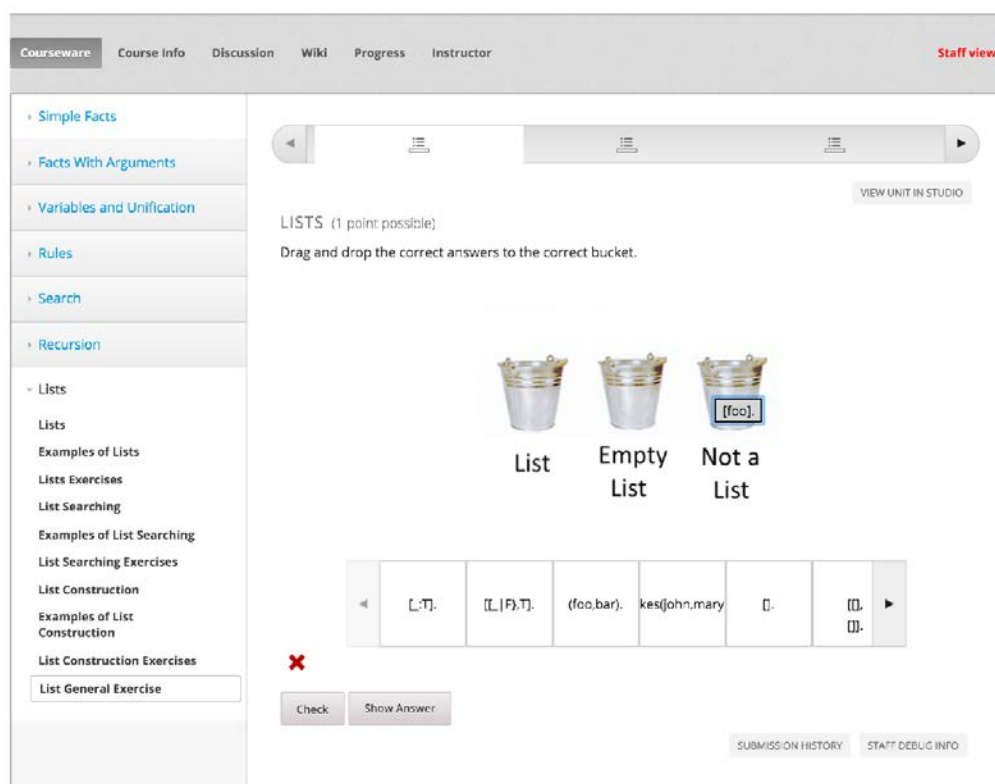 Courseware Course Info Discussion Wiki Progress Instructor Staff view
Simple Facts
Facts With Arguments
Variables and Unification
Rules
Search
Recursion
Lists
Lists
Examples of Lists
Lists Exercises
List Searching
Examples of List Searching
List Searching Exercises
List Construction
Examples of List
Construction
List Construction Exercises
List General Exercise
VIEW UNIT IN STUDIO
LISTS (1 point possible)
Drag and drop the correct answers to the correct bucket.
[foo].
List
Empty
List
Not a
List
(foo,bar). kes(john,mary [].
[[],
[]].
Check Show Answer
SUBMISSION HISTORY STAFF DEBUG INFO